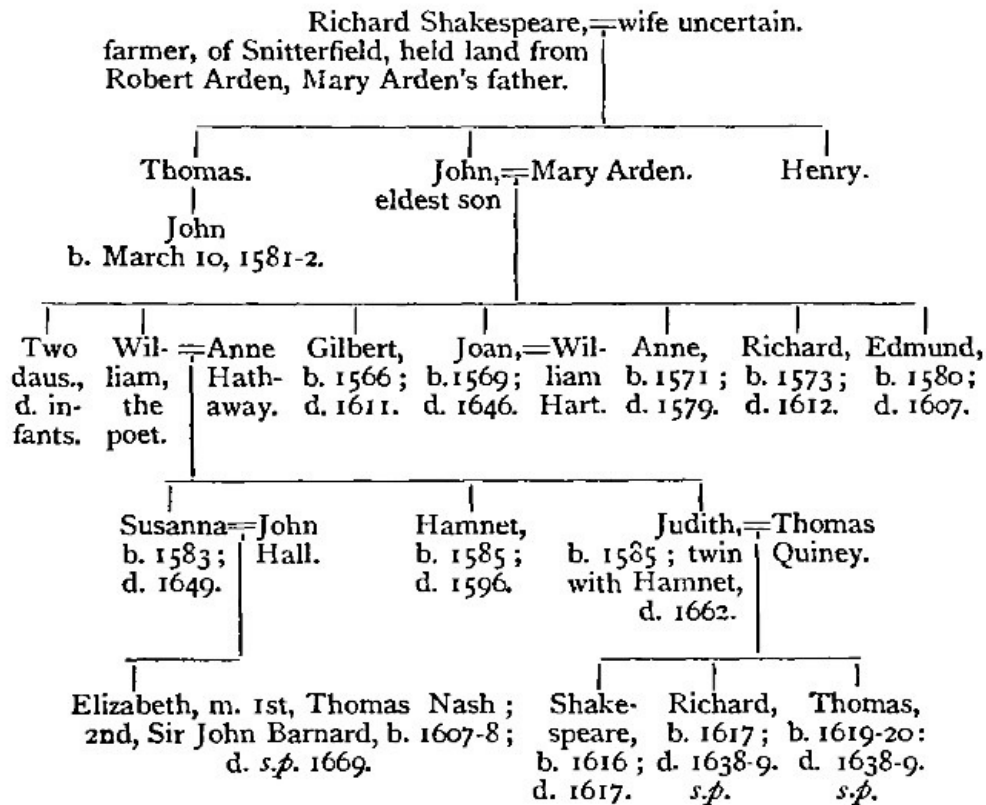 Richard Shakespeare,=wife uncertain.
farmer, of Snitterfield, held land from
Robert Arden, Mary Arden's father.
Thomas.
John,=Mary Arden.
eldest son
Henry.
John
b. March 10, 1581-2.
Two
daus.,
d. in-
fants.
Wil-
liam,
the
poet.
=Anne
Hath-
away.
Gilbert,
b. 1566;
d. 1611.
Joan,
b. 1569;
d. 1646.
=Wil-
liam
Hart.
Anne,
b. 1571;
d. 1579.
Richard,
b. 1573;
d. 1612.
Edmund,
b. 1580;
d. 1607.
Susanna
b. 1583;
d. 1649.
=John
Hall.
Hamnet,
b. 1585;
d. 1596.
Judith,
b. 1585; twin
with Hamnet,
d. 1662.
=Thomas
Quiney.
Elizabeth, m. 1st, Thomas Nash;
2nd, Sir John Barnard, b. 1607-8;
d. s.p. 1669.
Shake-
speare,
b. 1616;
d. 1617.
Richard,
b. 1617;
d. 1638-9.
s.p.
Thomas,
b. 1619-20:
d. 1638-9.
s.p.